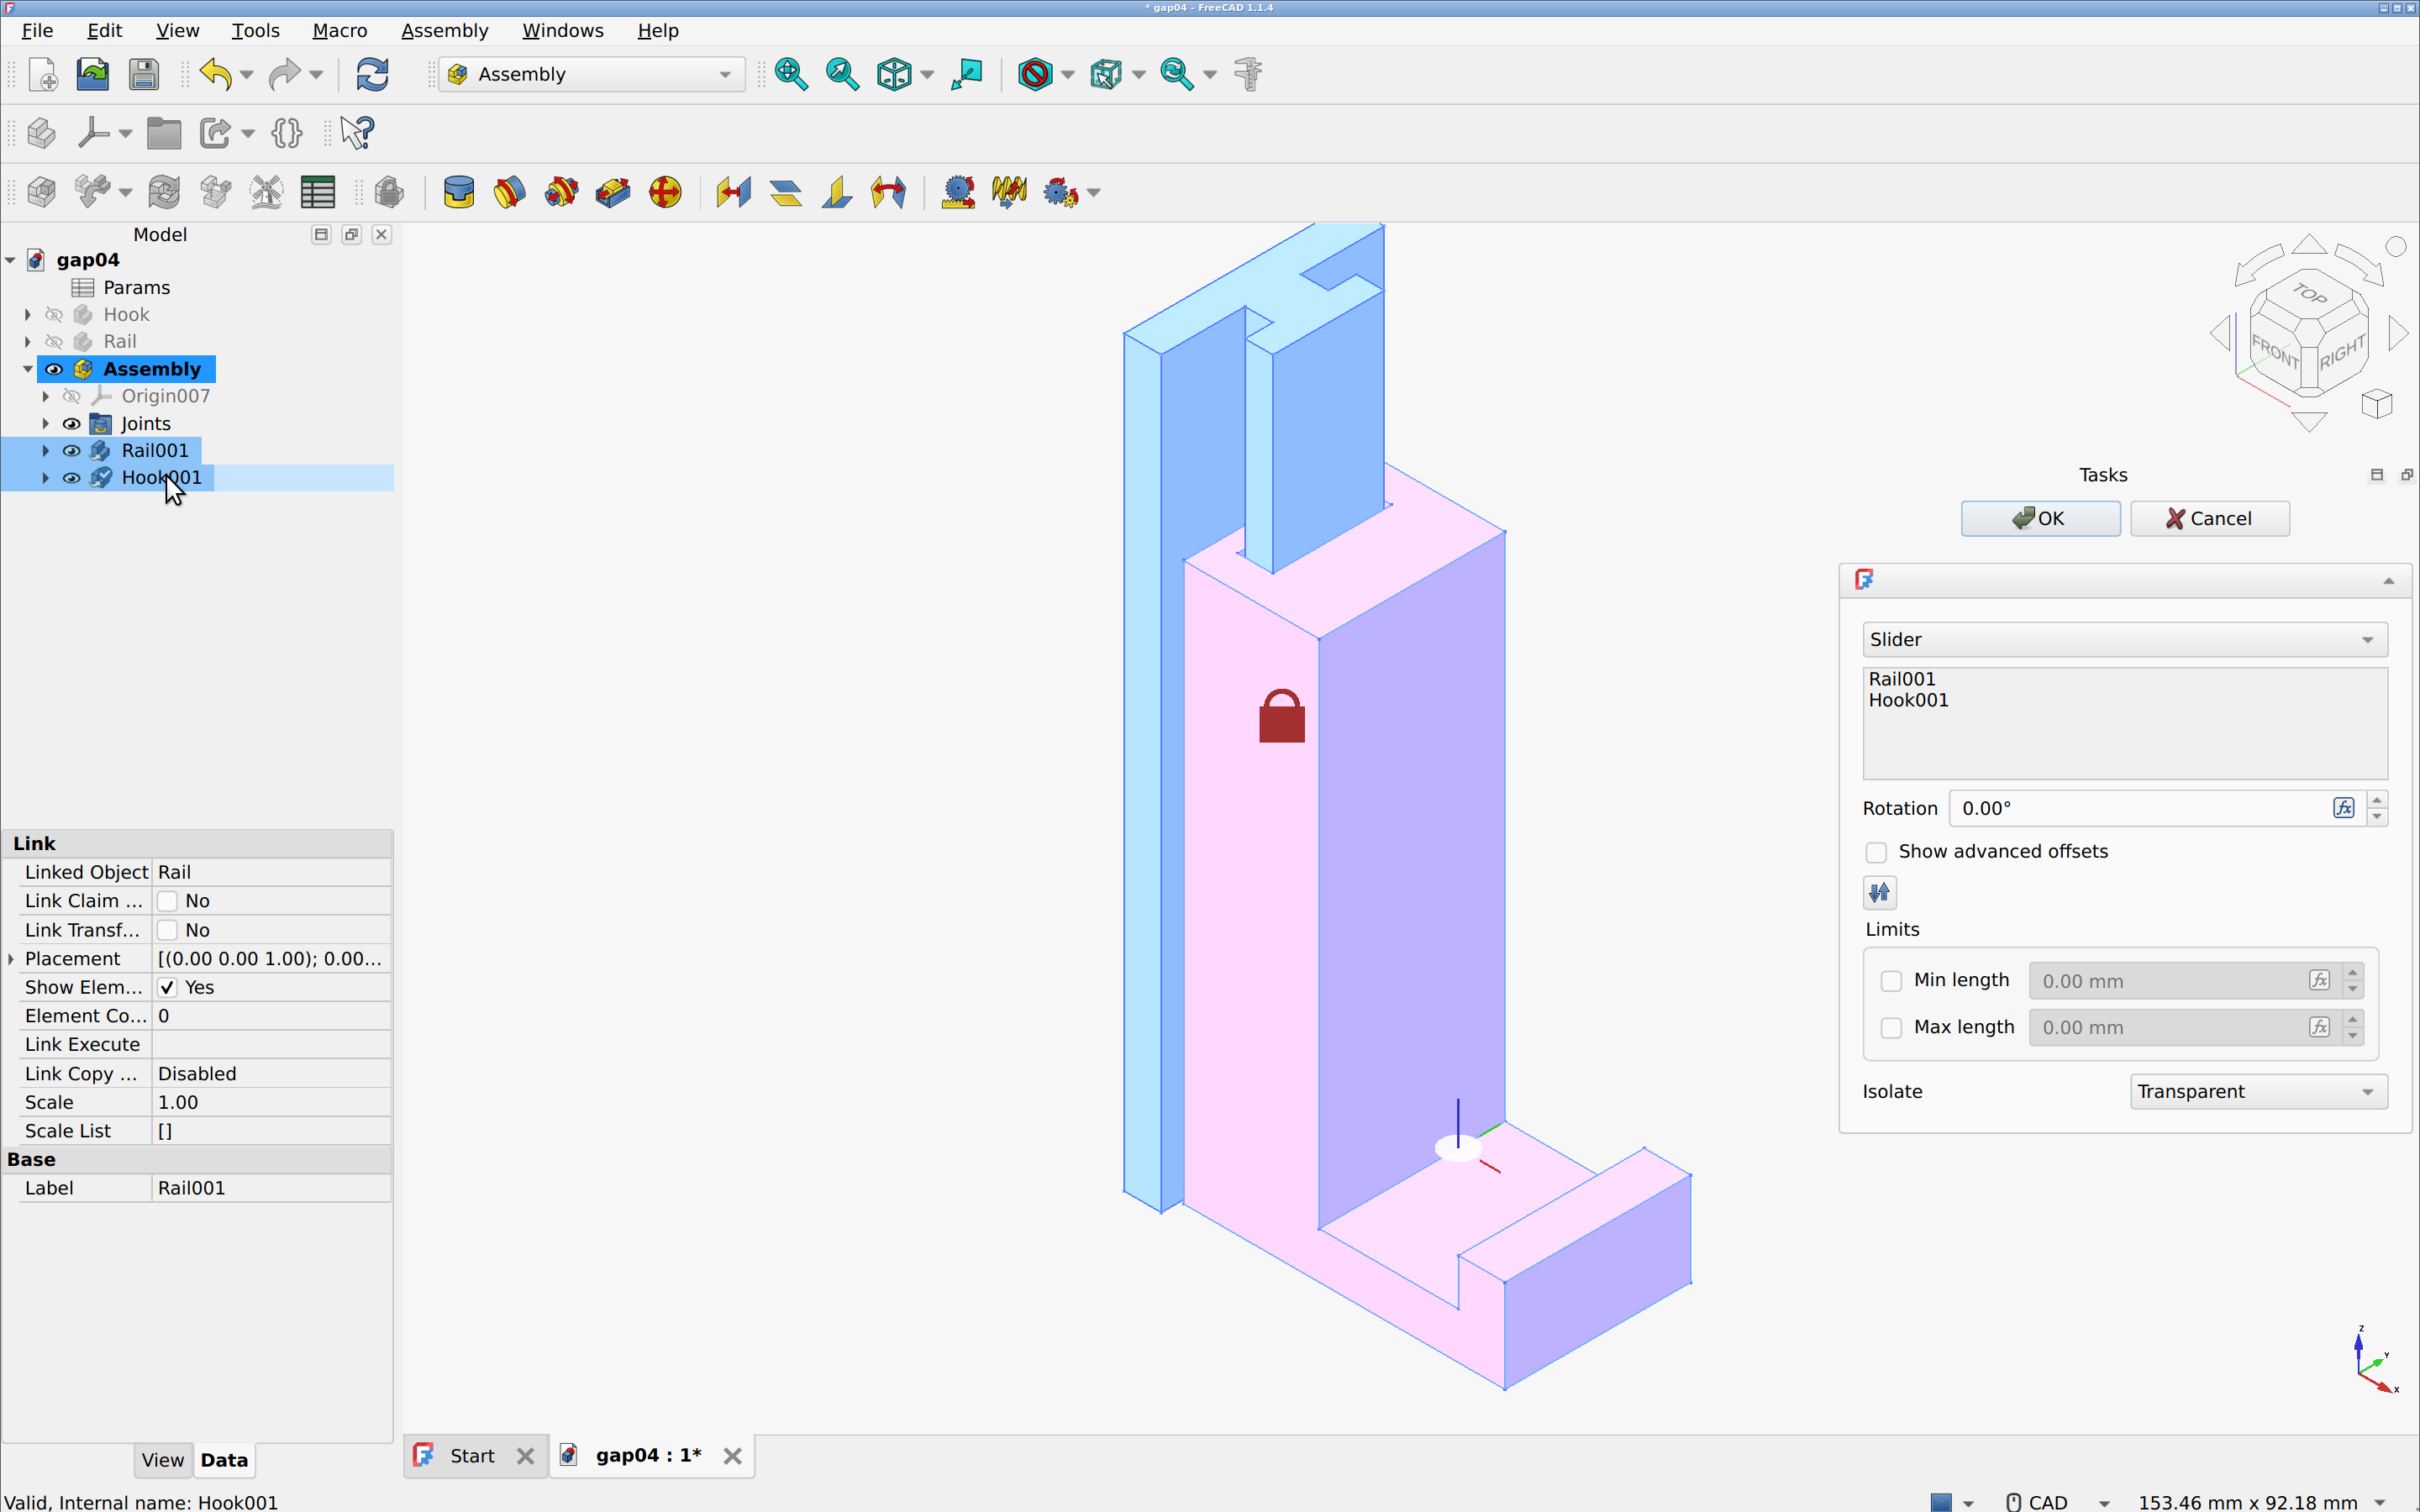 * gap04 - FreeCAD 1.1.4
File Edit View Tools Macro Assembly Windows Help
Assembly
Model
gap04
Params
Hook
Rail
Assembly
Origin007
Joints
Rail001
Hook001
TOP
FRONT
RIGHT
Tasks
OK Cancel
Slider
Rail001
Hook001
Rotation 0.00°
Show advanced offsets
Limits
Min length 0.00 mm
Max length 0.00 mm
Isolate Transparent
Link
Linked Object Rail
Link Claim ... No
Link Transf... No
Placement [(0.00 0.00 1.00); 0.00...
Show Elem... Yes
Element Co... 0
Link Execute
Link Copy ... Disabled
Scale 1.00
Scale List []
Base
Label Rail001
Z
Y
X
View Data
Start gap04 : 1*
Valid, Internal name: Hook001
CAD 153.46 mm x 92.18 mm